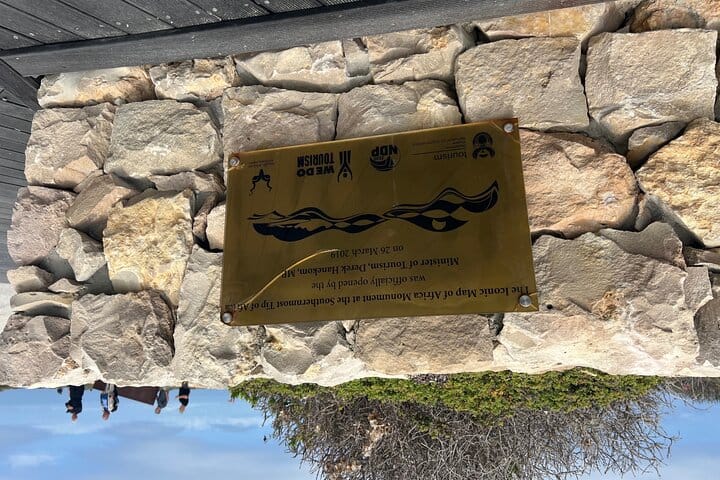 The Iconic Map of Africa Monument at the Southernmost Tip of Africa
was officially opened by the
Minister of Tourism, Derek Hanekom, MP
on 26 March 2019
tourism
NDP
WE DO
TOURISM